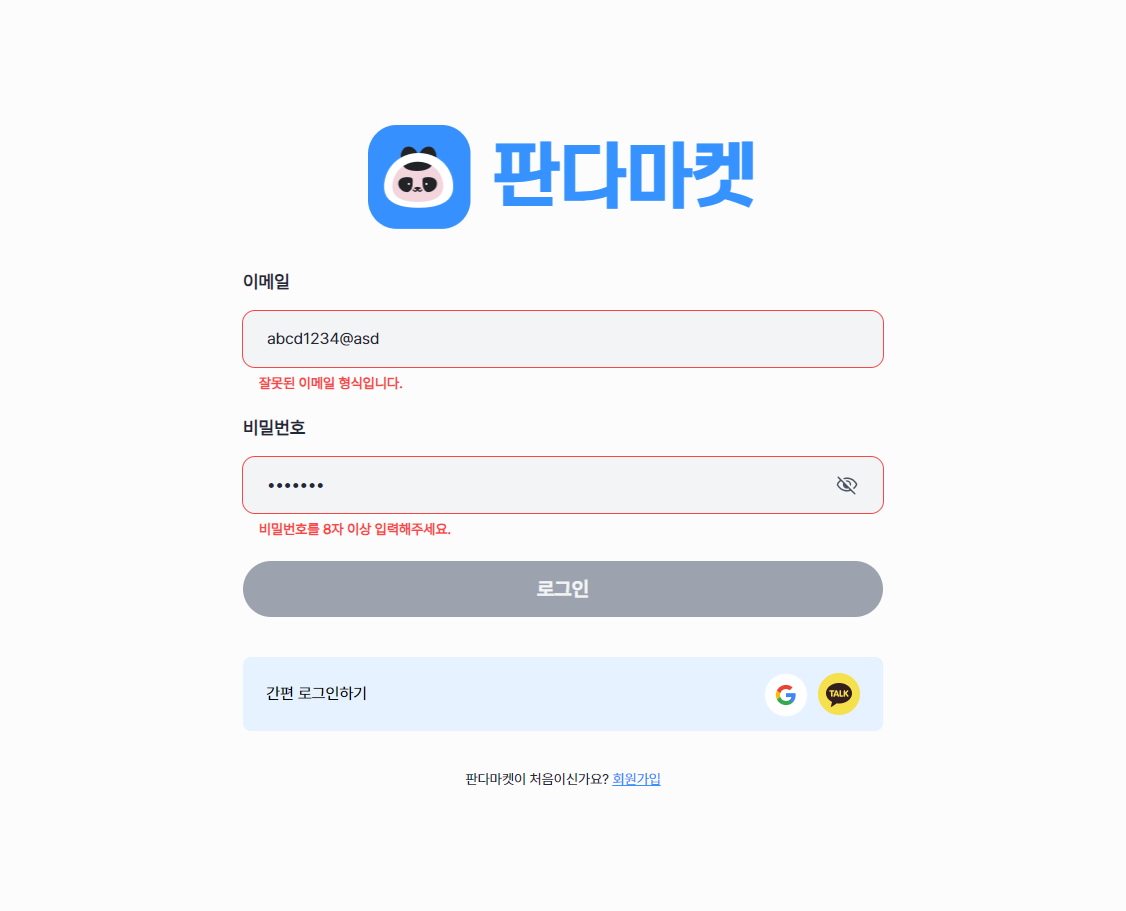 판다마켓
이메일
abcd1234@asd
잘못된 이메일 형식입니다.
비밀번호
•••••••
비밀번호를 8자 이상 입력해주세요.
로그인
간편 로그인하기
G
TALK
판다마켓이 처음이신가요? 회원가입